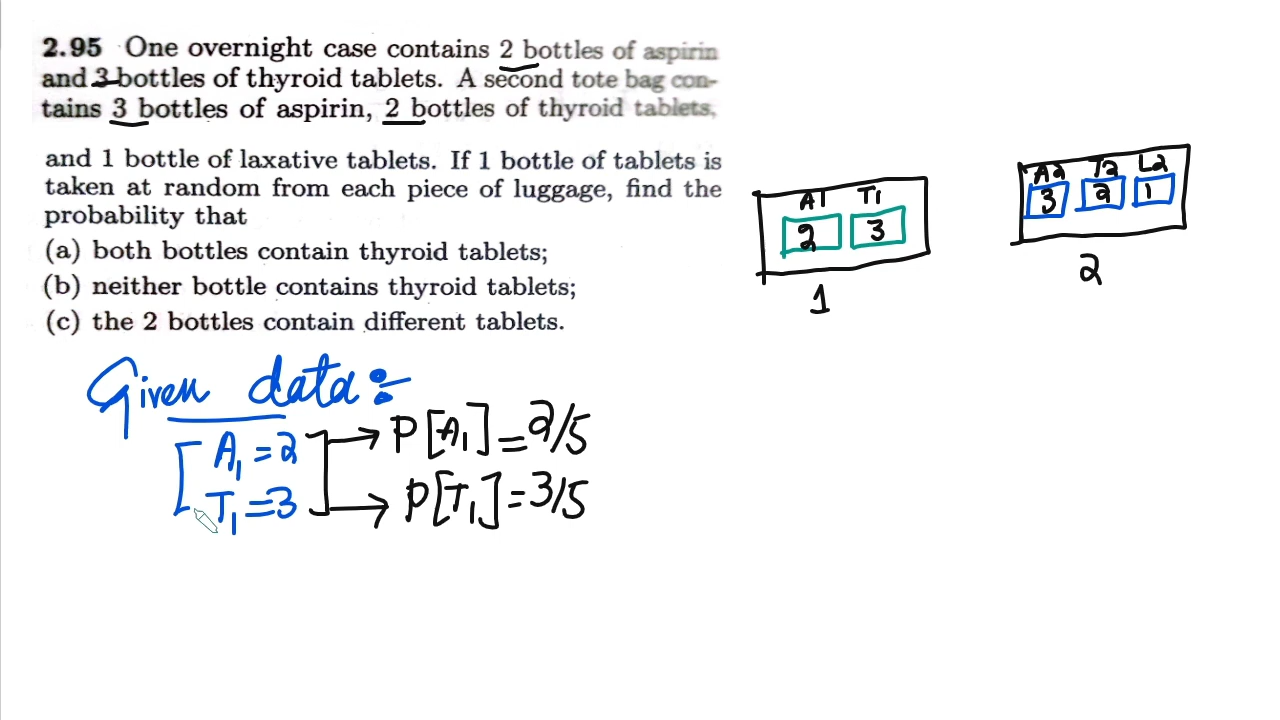 2.95 One overnight case contains 2 bottles of aspirin
and 3 bottles of thyroid tablets. A second tote bag con-
tains 3 bottles of aspirin, 2 bottles of thyroid tablets,
and 1 bottle of laxative tablets. If 1 bottle of tablets is
taken at random from each piece of luggage, find the
probability that
(a) both bottles contain thyroid tablets;
(b) neither bottle contains thyroid tablets;
(c) the 2 bottles contain different tablets.
A1 T1
2 3
1
A2 T2 L2
3 2 1
2
Given data:-
A₁ = 2 → P[A₁] = 2/5
T₁ = 3 → P[T₁] = 3/5